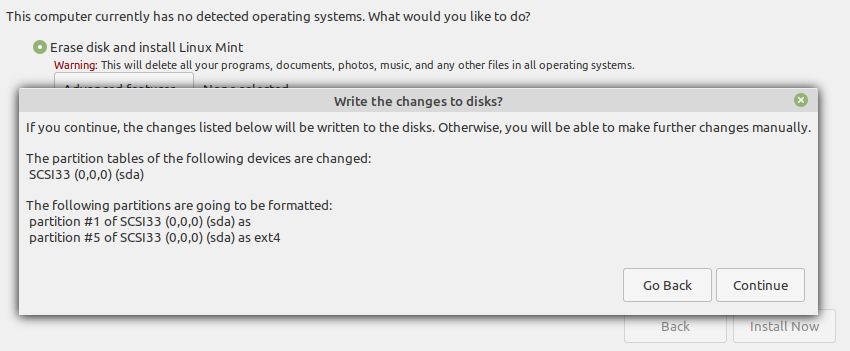 This computer currently has no detected operating systems. What would you like to do?
Erase disk and install Linux Mint
Warning: This will delete all your programs, documents, photos, music, and any other files in all operating systems.
Write the changes to disks?
If you continue, the changes listed below will be written to the disks. Otherwise, you will be able to make further changes manually.
The partition tables of the following devices are changed:
SCSI33 (0,0,0) (sda)
The following partitions are going to be formatted:
partition #1 of SCSI33 (0,0,0) (sda) as
partition #5 of SCSI33 (0,0,0) (sda) as ext4
Go Back
Continue
Back
Install Now